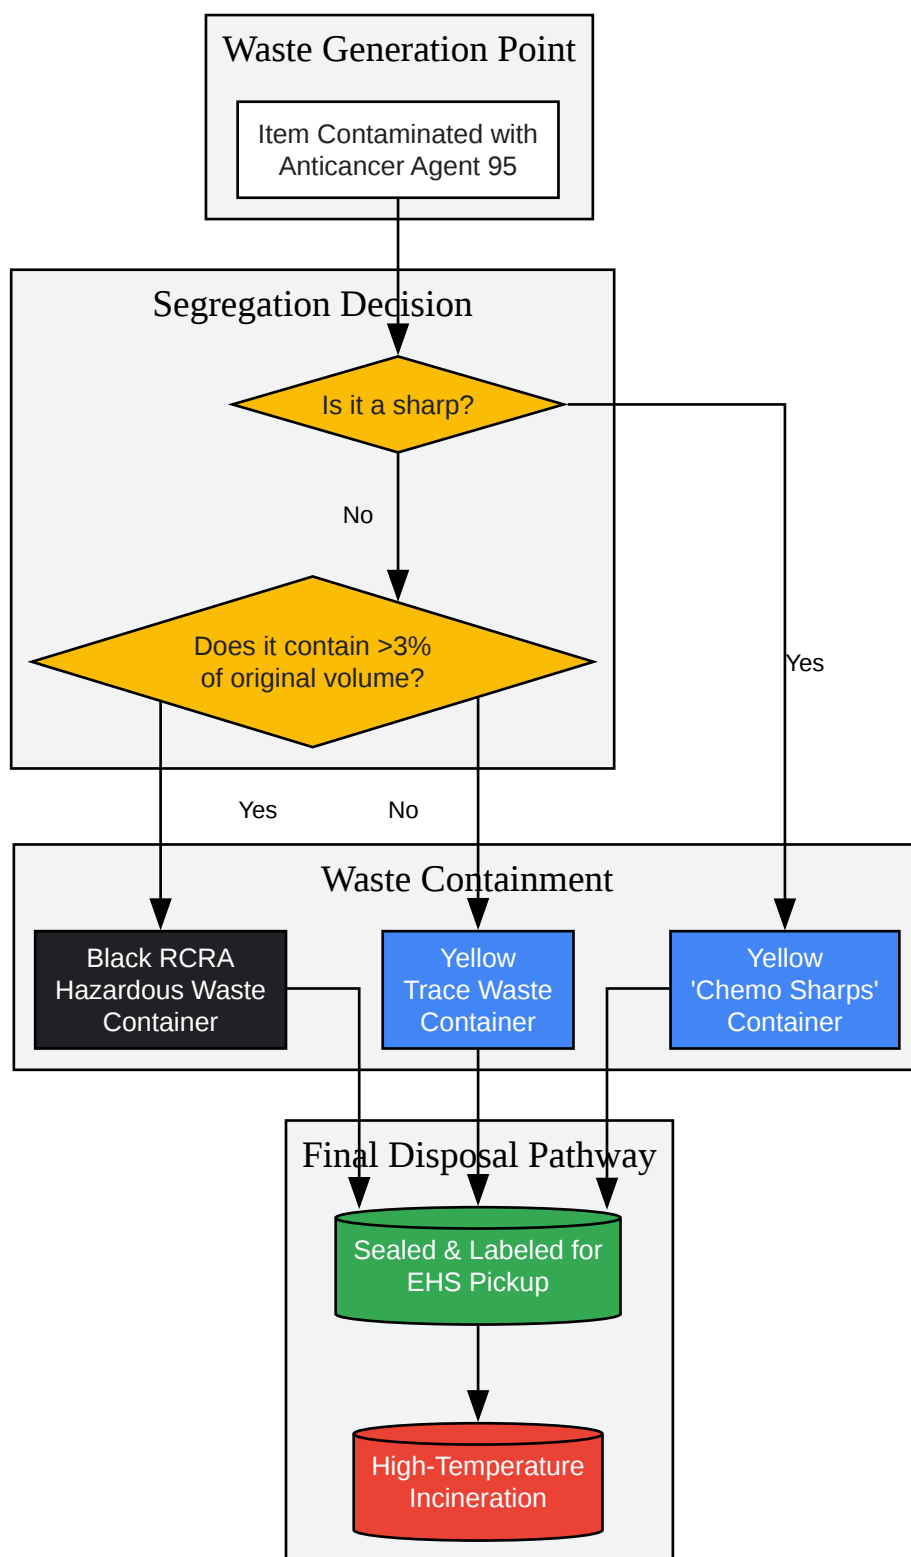 Waste Generation Point
Item Contaminated with
Anticancer Agent 95
Segregation Decision
Is it a sharp?
No
Does it contain >3%
of original volume?
Yes
Yes
No
Waste Containment
Black RCRA
Hazardous Waste
Container
Yellow
Trace Waste
Container
Yellow
'Chemo Sharps'
Container
Final Disposal Pathway
Sealed & Labeled for
EHS Pickup
High-Temperature
Incineration